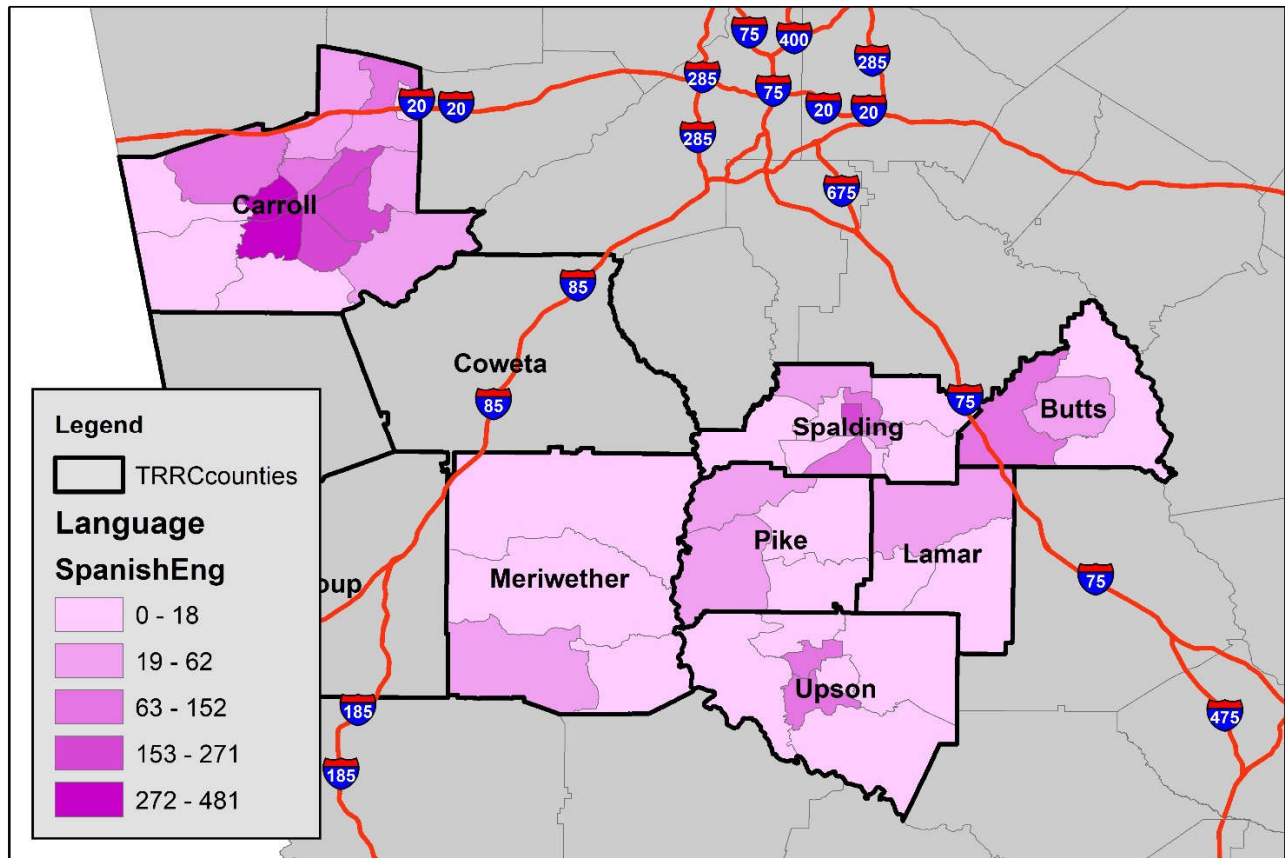 75
400
285
285
75
20
20
20
20
285
675
Carroll
85
Coweta
85
75
Butts
Spalding
Pike
Lamar
Meriwether
75
oup
Upson
185
475
185
Legend
TRRCcounties
Language
SpanishEng
0 - 18
19 - 62
63 - 152
153 - 271
272 - 481